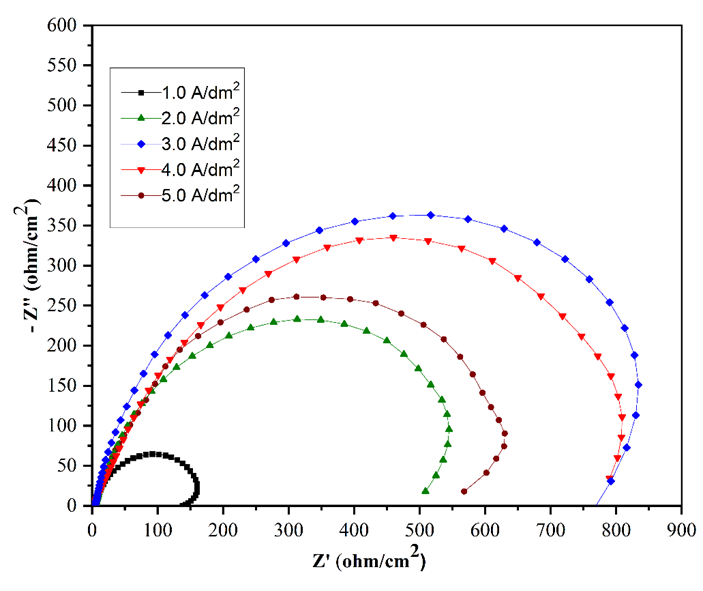 600
550
500
450
400
350
300
250
200
150
100
50
0
- Z" (ohm/cm²)
1.0 A/dm²
2.0 A/dm²
3.0 A/dm²
4.0 A/dm²
5.0 A/dm²
0 100 200 300 400 500 600 700 800 900
Z' (ohm/cm²)